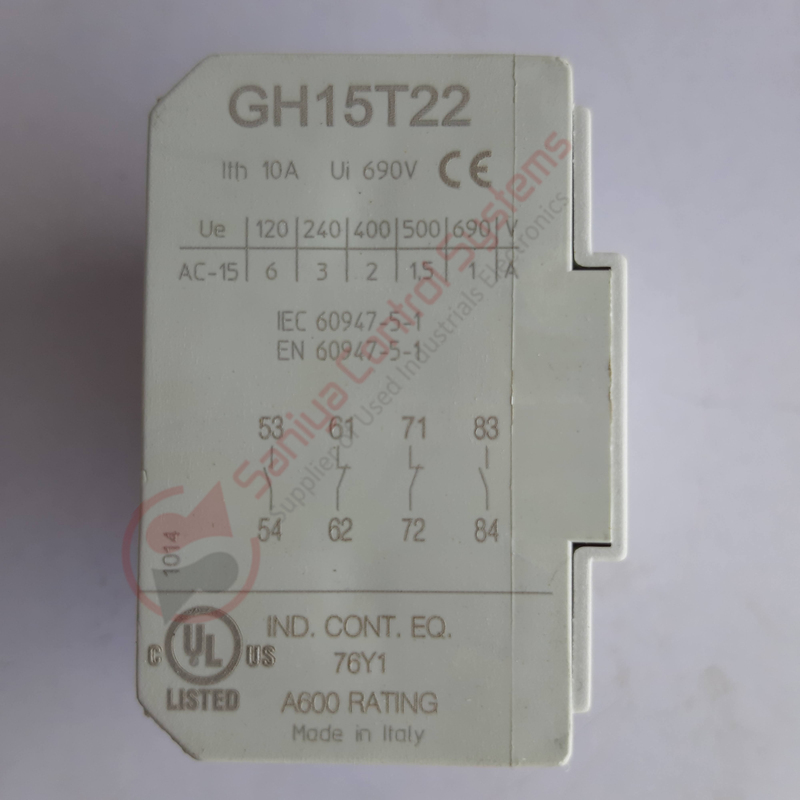 GH15T22
Ith 10A Ui 690V CE
Ue 120 240 400 500 690 V
AC-15 6 3 2 1,5 1 A
IEC 60947-5-1
EN 60947-5-1
53 61 71 83
54 62 72 84
1014
C UL US
LISTED
IND. CONT. EQ.
76Y1
A600 RATING
Made in Italy
Saniya Control Systems
Supplier of Used Industrials Electronics